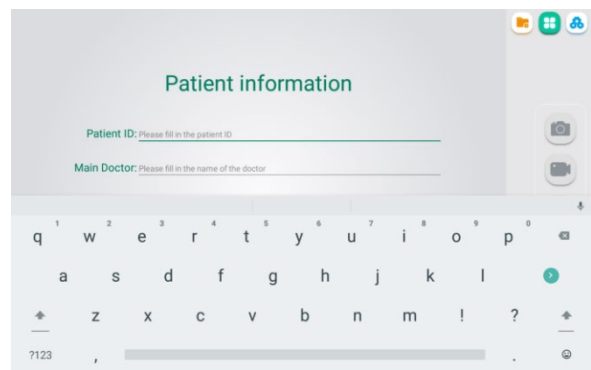 Patient information
Patient ID: Please fill in the patient ID
Main Doctor: Please fill in the name of the doctor
q 1 w 2 e 3 r 4 t 5 y 6 u 7 i 8 o 9 p 0
a s d f g h j k l
z x c v b n m ! ?
?123 , .